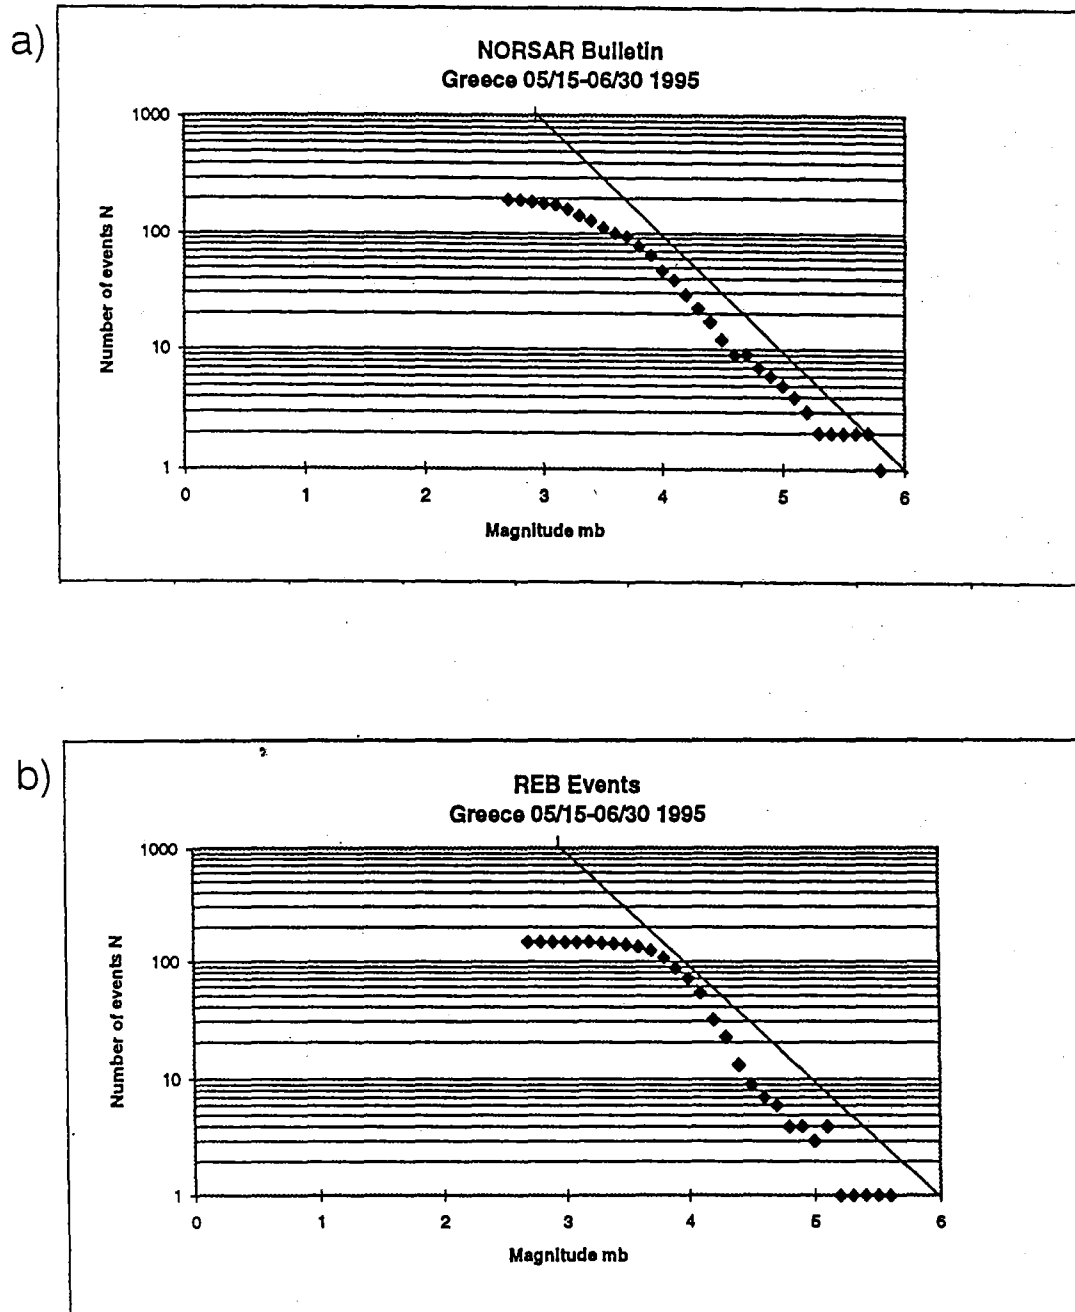 a)
NORSAR Bulletin
Greece 05/15-06/30 1995
Number of events N
1000
100
10
1
0 1 2 3 4 5 6
Magnitude mb
b)
REB Events
Greece 05/15-06/30 1995
Number of events N
1000
100
10
1
0 1 2 3 4 5 6
Magnitude mb